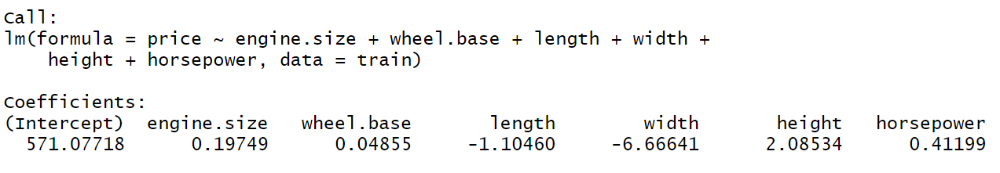 Call:
lm(formula = price ~ engine.size + wheel.base + length + width +
    height + horsepower, data = train)

Coefficients:
(Intercept)  engine.size   wheel.base       length        width       height   horsepower
  571.07718      0.19749      0.04855     -1.10460     -6.66641      2.08534      0.41199